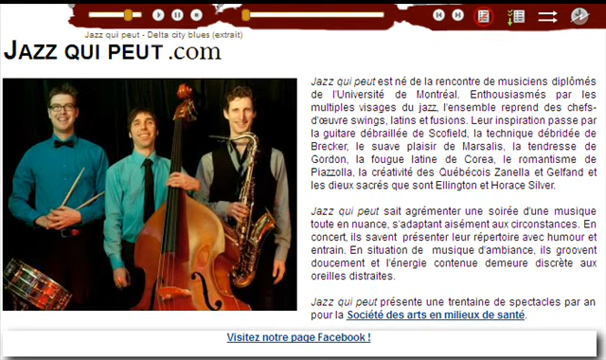 Jazz qui peut - Delta city blues (extrait)
JAZZ QUI PEUT .com
Jazz qui peut est né de la rencontre de musiciens diplômés
de l'Université de Montréal. Enthousiasmés par les
multiples visages du jazz, l'ensemble reprend des chefs-
d'œuvre swings, latins et fusions. Leur inspiration passe par
la guitare débraillée de Scofield, la technique débridée de
Brecker, le suave plaisir de Marsalis, la tendresse de
Gordon, la fougue latine de Corea, le romantisme de
Piazzolla, la créativité des Québécois Zanella et Gelfand et
les dieux sacrés que sont Ellington et Horace Silver.
Jazz qui peut sait agrémenter une soirée d'une musique
toute en nuance, s'adaptant aisément aux circonstances. En
concert, ils savent présenter leur répertoire avec humour et
entrain. En situation de musique d'ambiance, ils groovent
doucement et l'énergie contenue demeure discrète aux
oreilles distraites.
Jazz qui peut présente une trentaine de spectacles par an
pour la Société des arts en milieux de santé.
Visitez notre page Facebook !